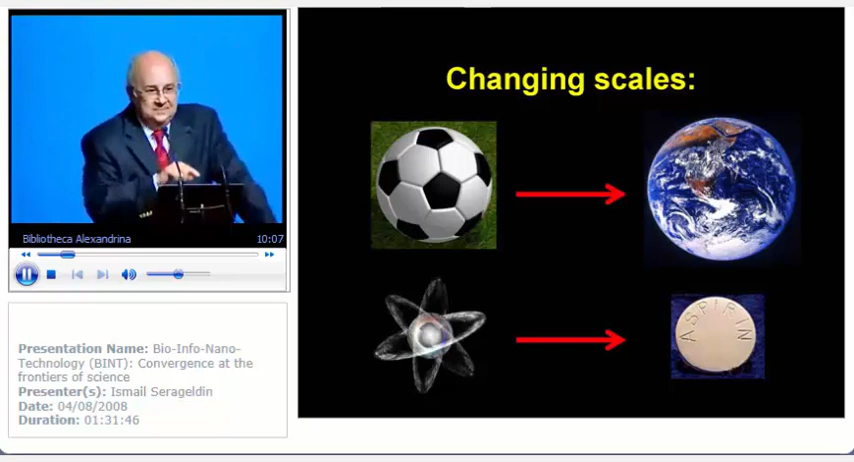 Changing scales:
ASPIRIN
Bibliotheca Alexandrina 10:07
Presentation Name: Bio-Info-Nano-
Technology (BINT): Convergence at the
frontiers of science
Presenter(s): Ismail Serageldin
Date: 04/08/2008
Duration: 01:31:46